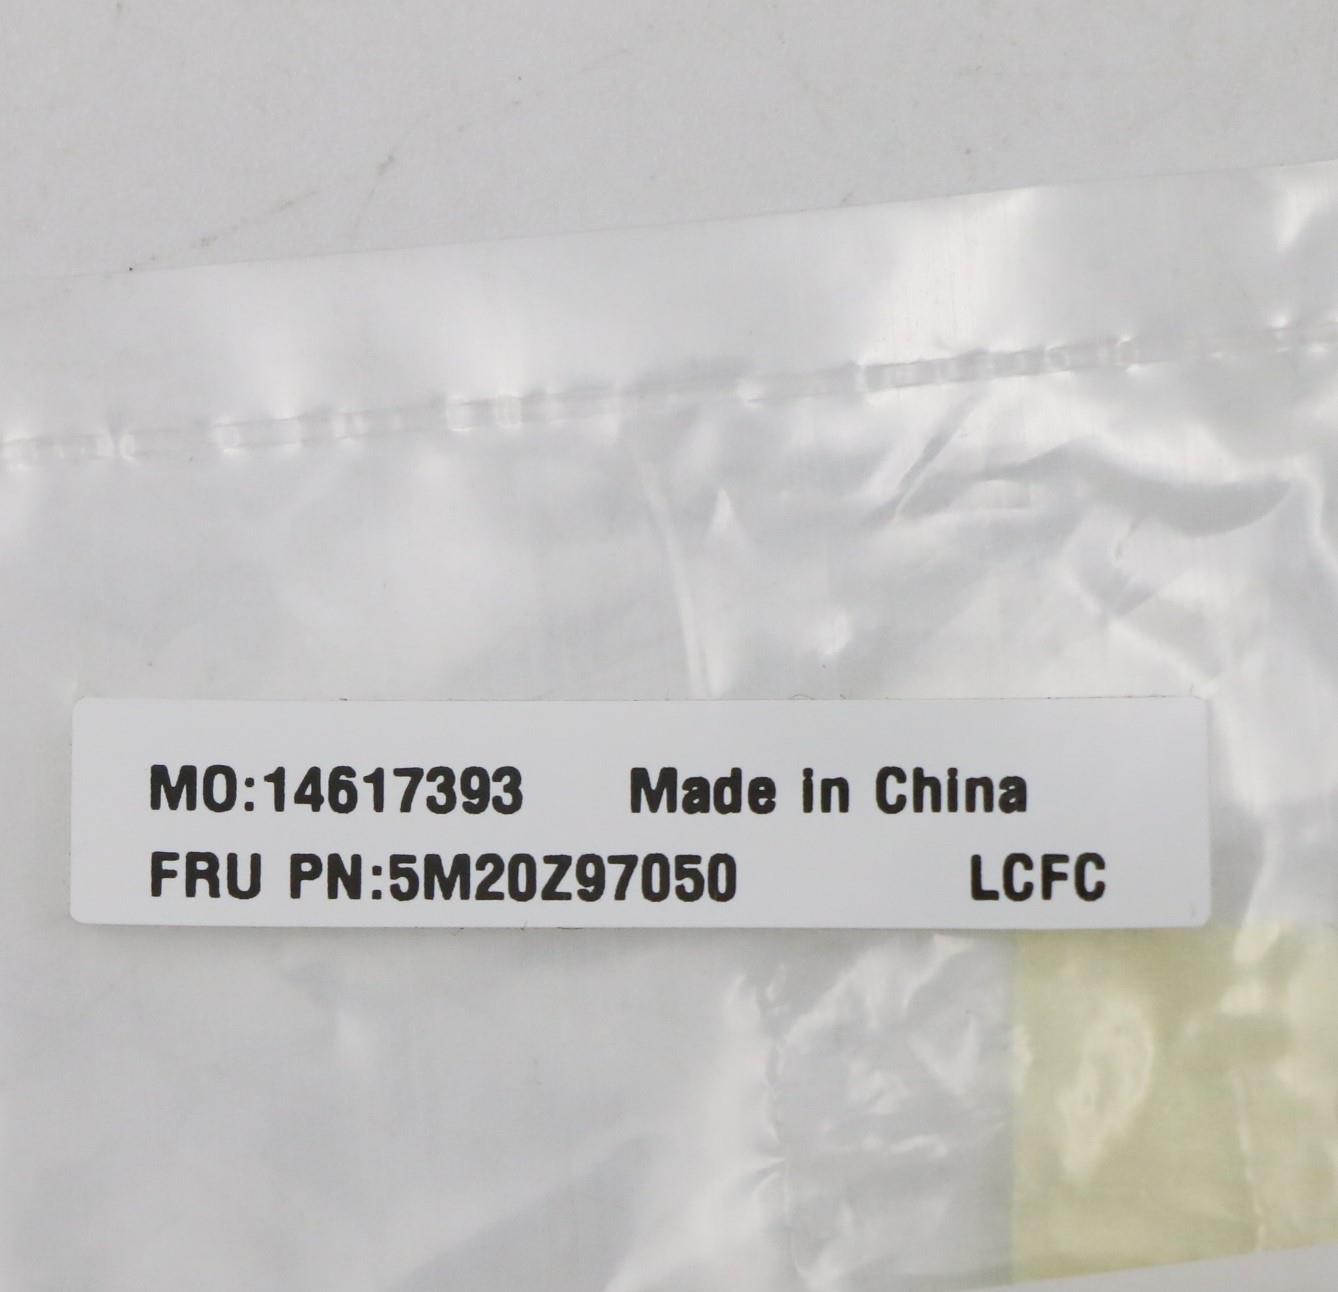 MO:14617393 Made in China
FRU PN:5M20Z97050 LCFC